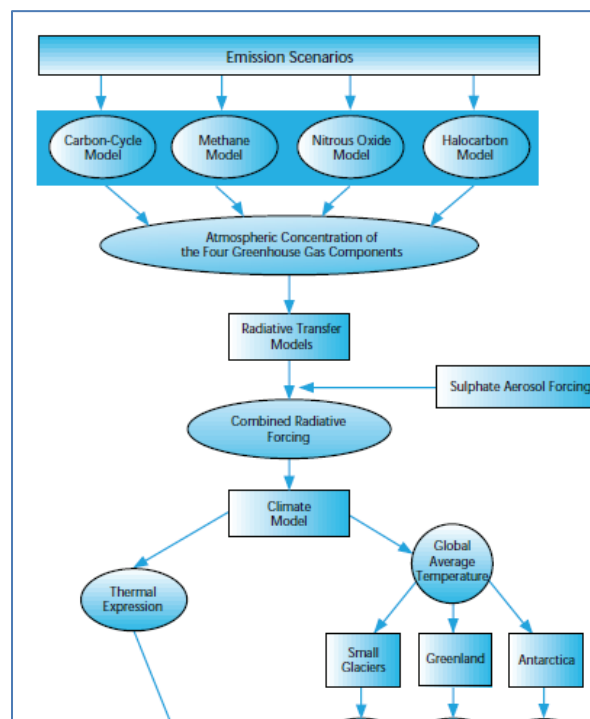 Emission Scenarios
Carbon-Cycle
Model
Methane
Model
Nitrous Oxide
Model
Halocarbon
Model
Atmospheric Concentration of
the Four Greenhouse Gas Components
Radiative Transfer
Models
Sulphate Aerosol Forcing
Combined Radiative
Forcing
Climate
Model
Global
Average
Temperature
Thermal
Expression
Small
Glaciers
Greenland
Antarctica